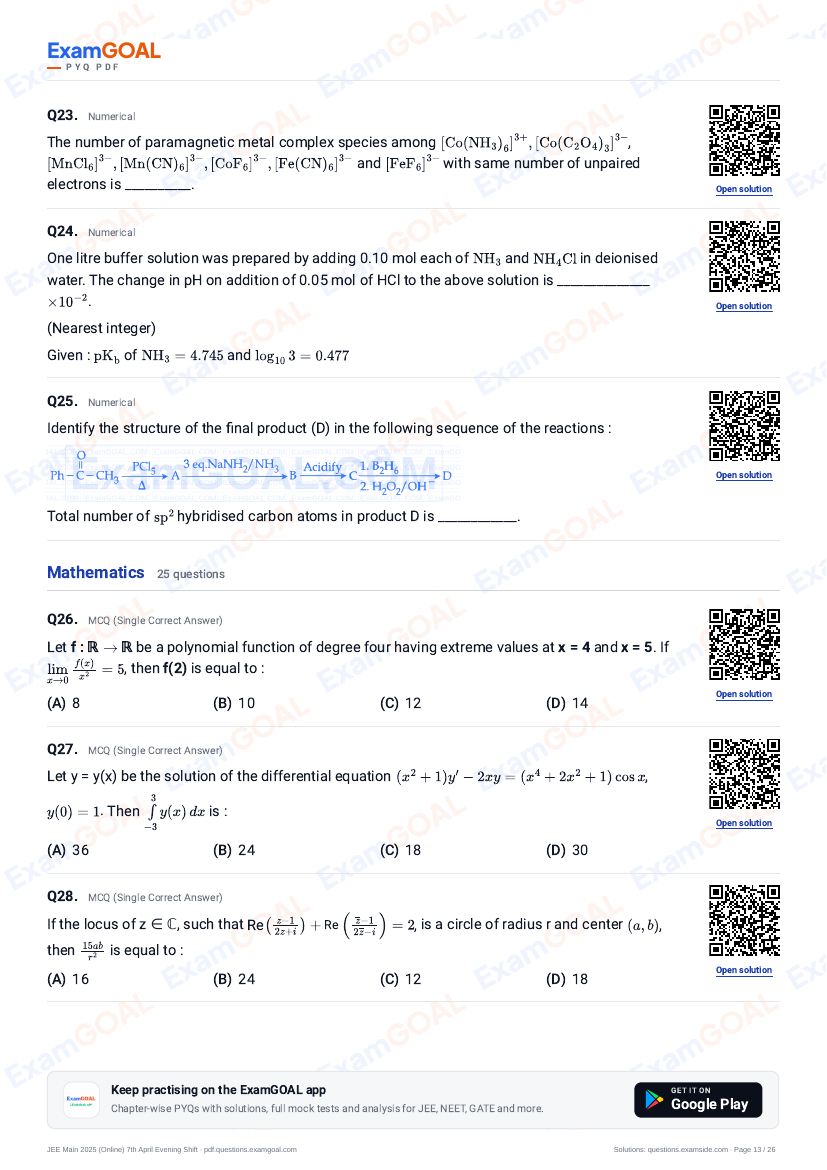 ExamGOAL
PYQ PDF
Q23. Numerical
The number of paramagnetic metal complex species among [Co(NH₃)₆]³⁺, [Co(C₂O₄)₃]³⁻,
[MnCl₆]³⁻, [Mn(CN)₆]³⁻, [CoF₆]³⁻, [Fe(CN)₆]³⁻ and [FeF₆]³⁻ with same number of unpaired
electrons is __________.
Open solution
Q24. Numerical
One litre buffer solution was prepared by adding 0.10 mol each of NH₃ and NH₄Cl in deionised
water. The change in pH on addition of 0.05 mol of HCl to the above solution is ______________
×10⁻².
(Nearest integer)
Given : pK_b of NH₃ = 4.745 and log₁₀ 3 = 0.477
Open solution
Q25. Numerical
Identify the structure of the final product (D) in the following sequence of the reactions :
Ph–C(=O)–CH₃ —PCl₅/Δ→ A —3 eq.NaNH₂/NH₃→ B —Acidify→ C —1. B₂H₆ 2. H₂O₂/OH⁻→ D
Total number of sp² hybridised carbon atoms in product D is ____________.
Open solution
Mathematics 25 questions
Q26. MCQ (Single Correct Answer)
Let f : ℝ → ℝ be a polynomial function of degree four having extreme values at x = 4 and x = 5. If
lim x→0 f(x)/x² = 5, then f(2) is equal to :
(A) 8 (B) 10 (C) 12 (D) 14
Open solution
Q27. MCQ (Single Correct Answer)
Let y = y(x) be the solution of the differential equation (x² + 1)y′ − 2xy = (x⁴ + 2x² + 1) cos x,
y(0) = 1. Then ∫₋₃³ y(x) dx is :
(A) 36 (B) 24 (C) 18 (D) 30
Open solution
Q28. MCQ (Single Correct Answer)
If the locus of z ∈ ℂ, such that Re((z−1)/(2z+i)) + Re((z̅−1)/(2z̅−i)) = 2, is a circle of radius r and center (a, b),
then 15ab/r² is equal to :
(A) 16 (B) 24 (C) 12 (D) 18
Open solution
Keep practising on the ExamGOAL app
Chapter-wise PYQs with solutions, full mock tests and analysis for JEE, NEET, GATE and more.
GET IT ON
Google Play
JEE Main 2025 (Online) 7th April Evening Shift · pdf.questions.examgoal.com
Solutions: questions.examside.com · Page 13 / 26